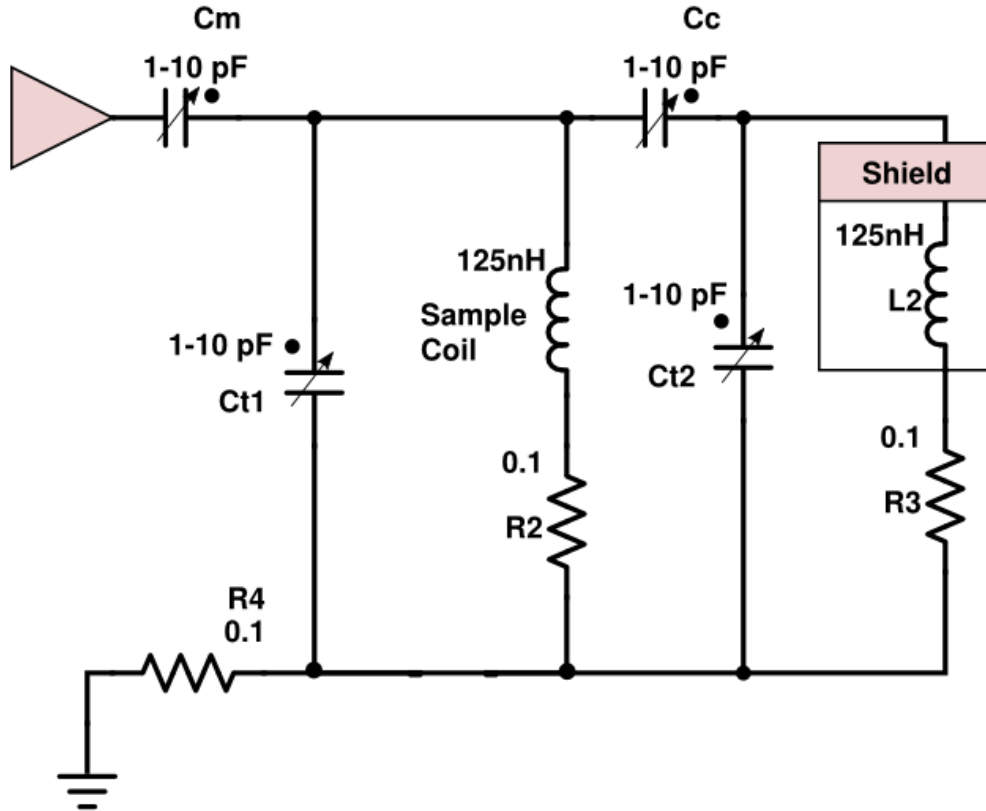 Cm
1-10 pF
Cc
1-10 pF
Shield
125nH
L2
125nH
Sample
Coil
1-10 pF
Ct2
1-10 pF
Ct1
0.1
R2
0.1
R3
R4
0.1